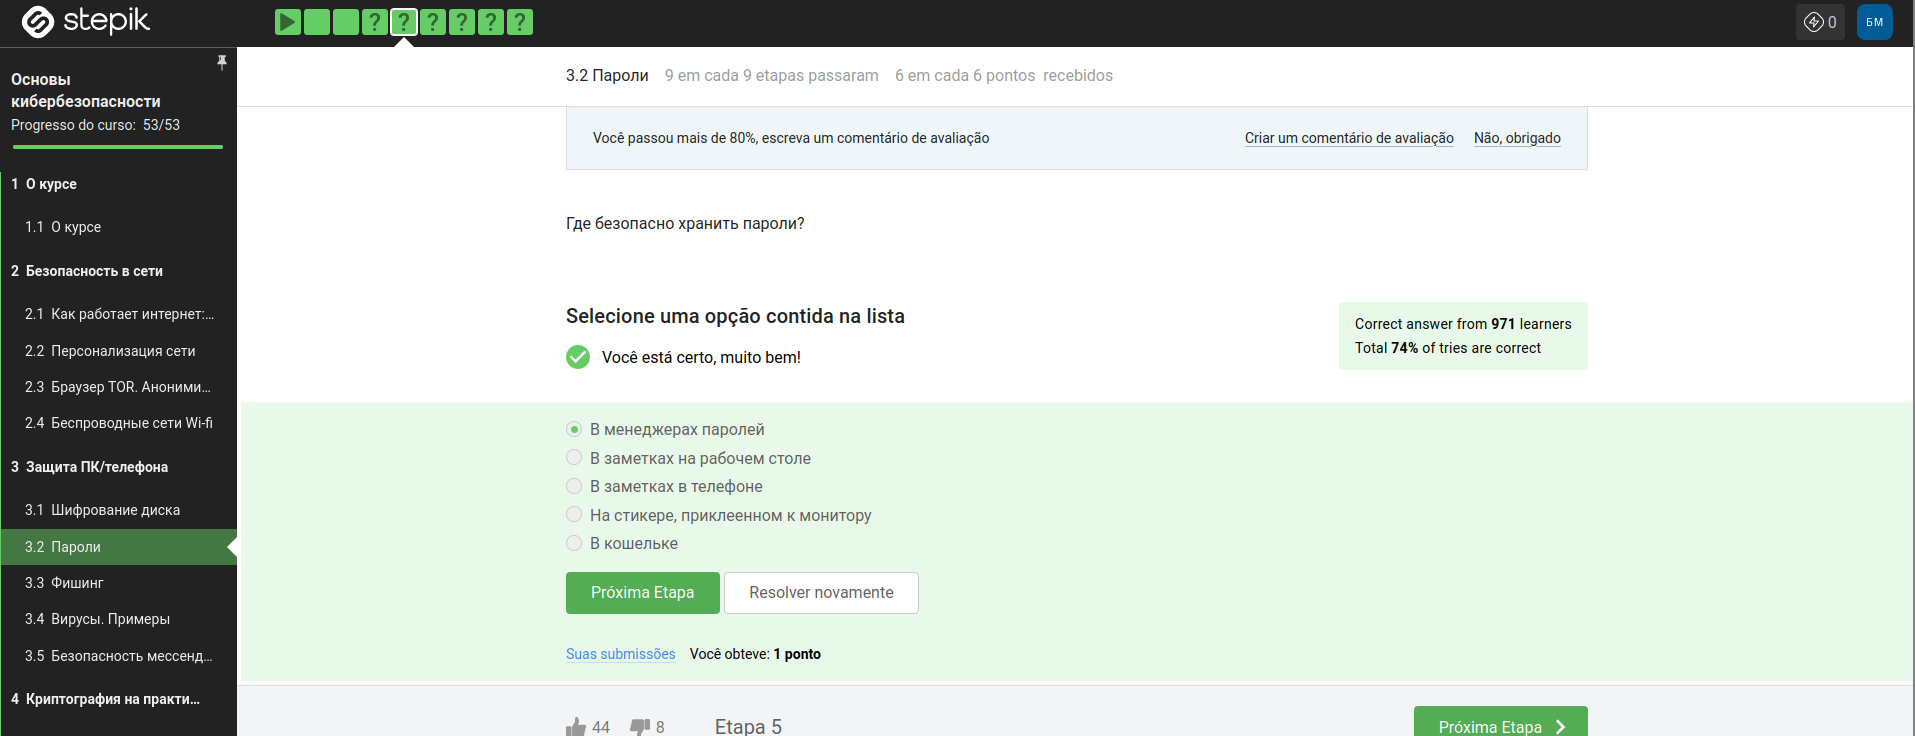 stepik
? ? ? ? ? ?
0
БМ
Основы
кибербезопасности
Progresso do curso: 53/53
1 О курсе
1.1 О курсе
2 Безопасность в сети
2.1 Как работает интернет:...
2.2 Персонализация сети
2.3 Браузер TOR. Аноними...
2.4 Беспроводные сети Wi-fi
3 Защита ПК/телефона
3.1 Шифрование диска
3.2 Пароли
3.3 Фишинг
3.4 Вирусы. Примеры
3.5 Безопасность мессенд...
4 Криптография на практи...
3.2 Пароли 9 em cada 9 etapas passaram 6 em cada 6 pontos recebidos
Você passou mais de 80%, escreva um comentário de avaliação Criar um comentário de avaliação Não, obrigado
Где безопасно хранить пароли?
Selecione uma opção contida na lista
Você está certo, muito bem!
Correct answer from 971 learners
Total 74% of tries are correct
В менеджерах паролей
В заметках на рабочем столе
В заметках в телефоне
На стикере, приклеенном к монитору
В кошельке
Próxima Etapa Resolver novamente
Suas submissões Você obteve: 1 ponto
44 8 Etapa 5 Próxima Etapa